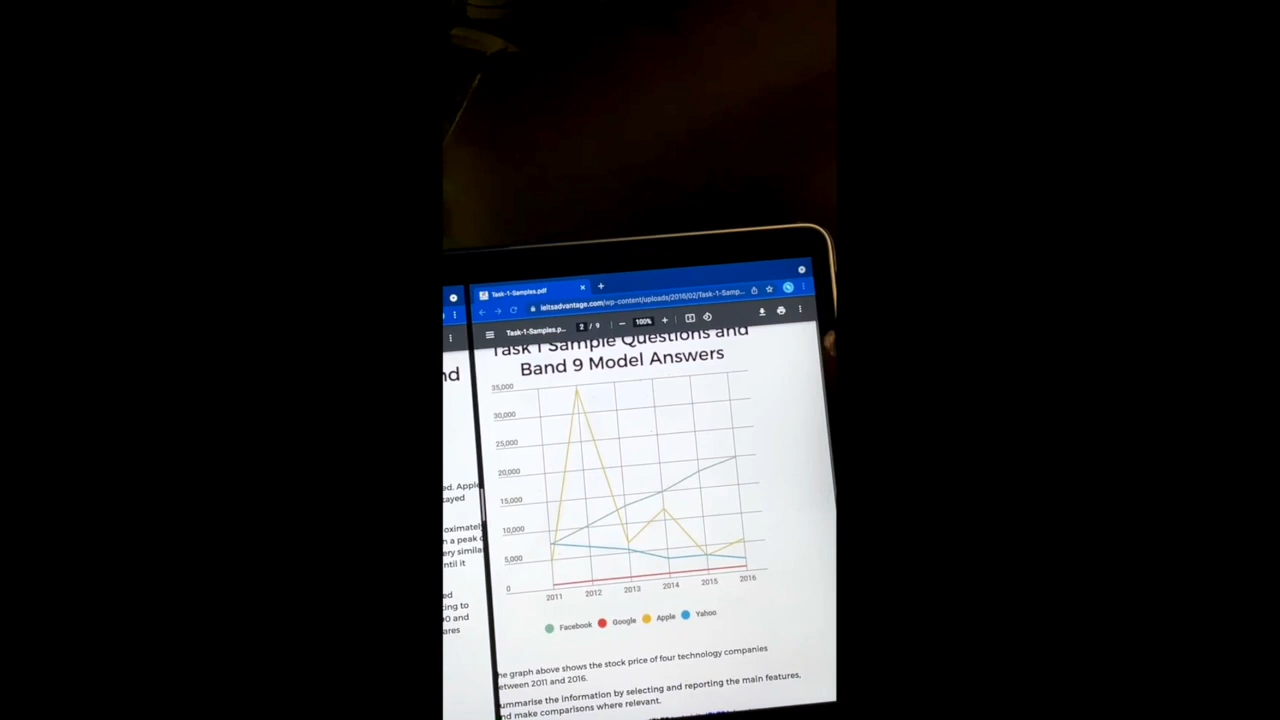 Task-1-Samples.pdf
ieltsadvantage.com/wp-content/uploads/2016/02/Task-1-Samp...
Task-1-Samples.p...
2 / 9
100%
Task 1 Sample Questions and
Band 9 Model Answers
nd
35,000
30,000
25,000
20,000
15,000
10,000
5,000
0
2011 2012 2013 2014 2015 2016
Facebook Google Apple Yahoo
he graph above shows the stock price of four technology companies
etween 2011 and 2016.
ummarise the information by selecting and reporting the main features,
nd make comparisons where relevant.
ed. Apple
tayed
oximately
n a peak
ery simila
ntil it
ed
ting to
00 and
ares